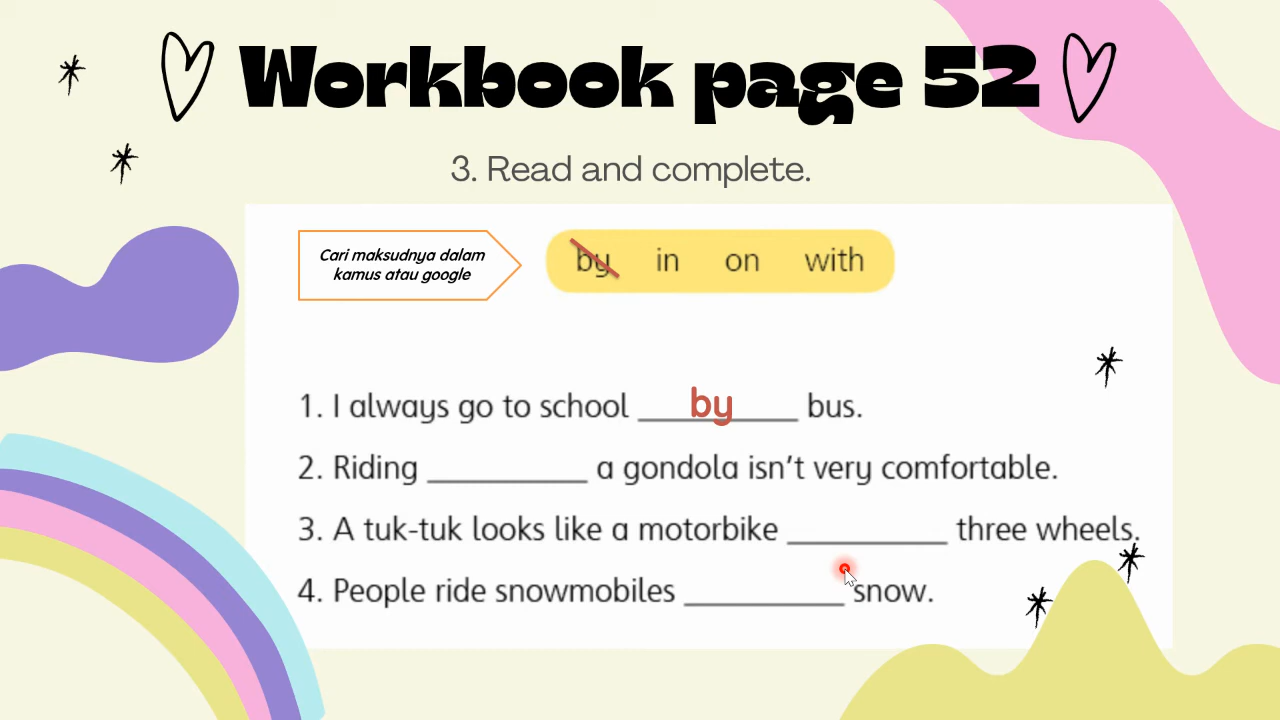 Workbook page 52
3. Read and complete.
Cari maksudnya dalam
kamus atau google
by in on with
1. I always go to school by bus.
2. Riding __________ a gondola isn't very comfortable.
3. A tuk-tuk looks like a motorbike __________ three wheels.
4. People ride snowmobiles __________ snow.